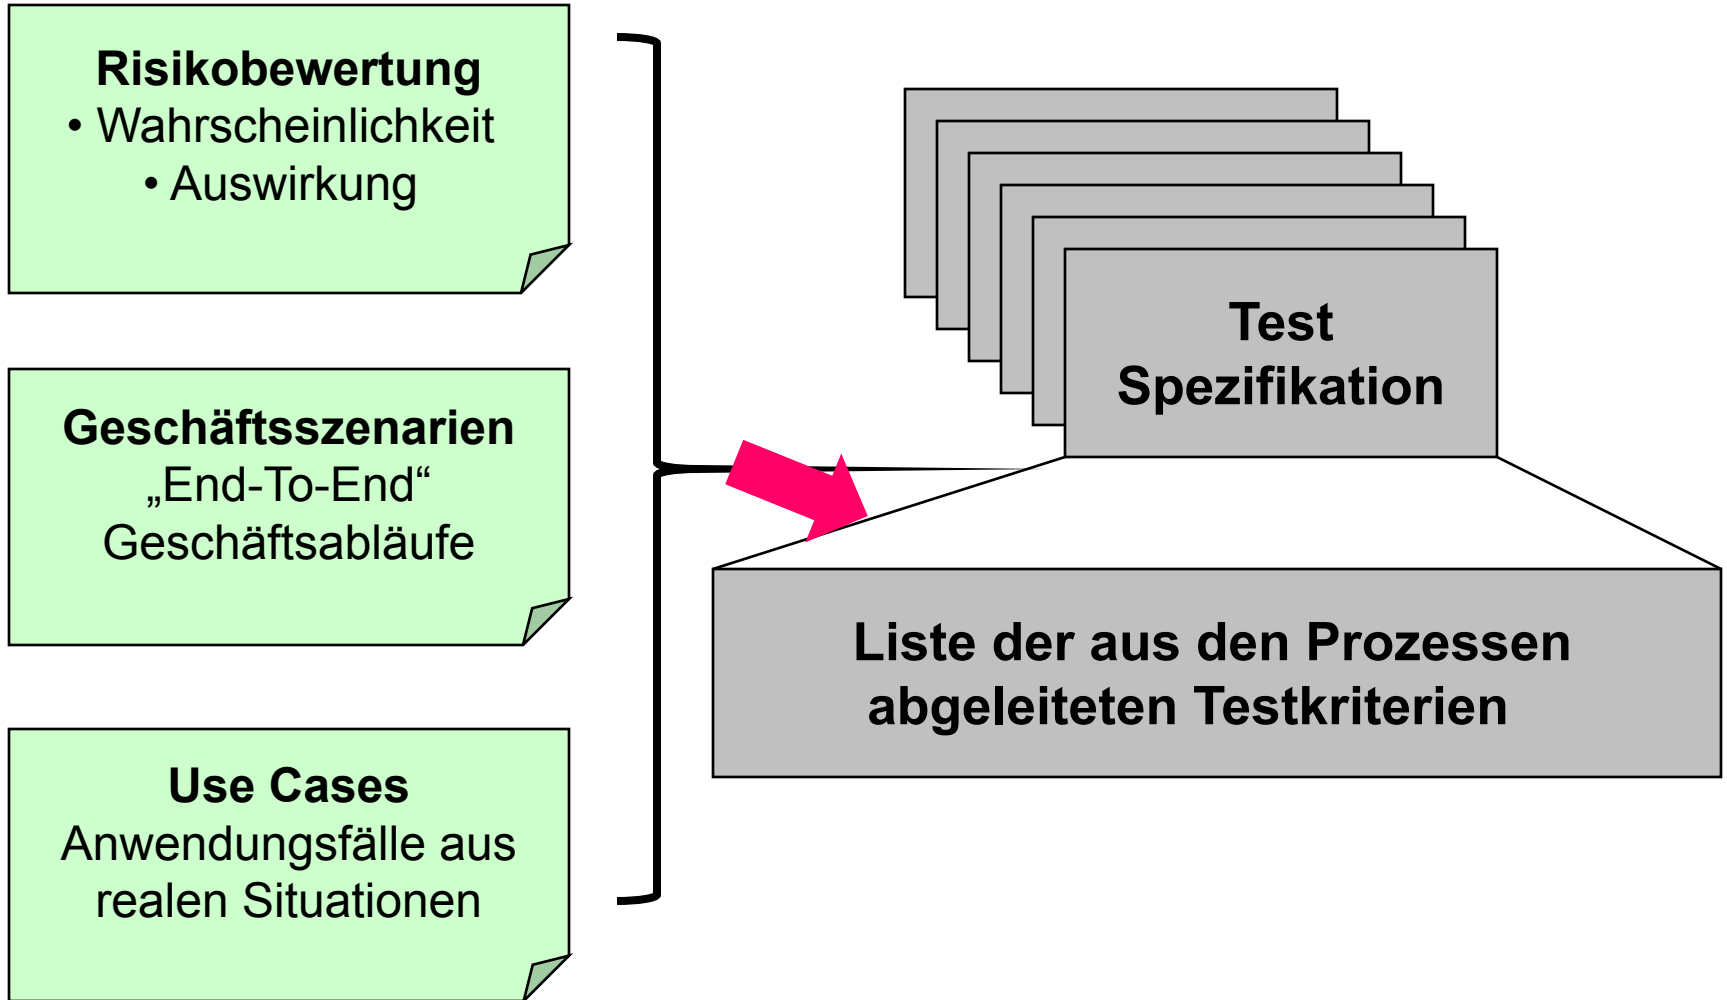 Risikobewertung
• Wahrscheinlichkeit
• Auswirkung
Geschäftsszenarien
„End-To-End“
Geschäftsabläufe
Use Cases
Anwendungsfälle aus
realen Situationen
Test
Spezifikation
Liste der aus den Prozessen
abgeleiteten Testkriterien